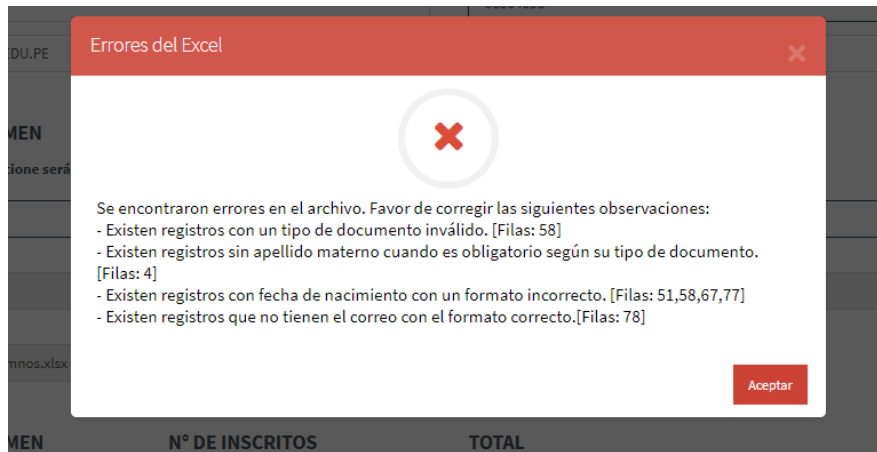 Errores del Excel
EDU.PE
MEN
cione será
Se encontraron errores en el archivo. Favor de corregir las siguientes observaciones:
- Existen registros con un tipo de documento inválido. [Filas: 58]
- Existen registros sin apellido materno cuando es obligatorio según su tipo de documento.
[Filas: 4]
- Existen registros con fecha de nacimiento con un formato incorrecto. [Filas: 51,58,67,77]
- Existen registros que no tienen el correo con el formato correcto.[Filas: 78]
mnos.xlsx
Aceptar
MEN N° DE INSCRITOS TOTAL